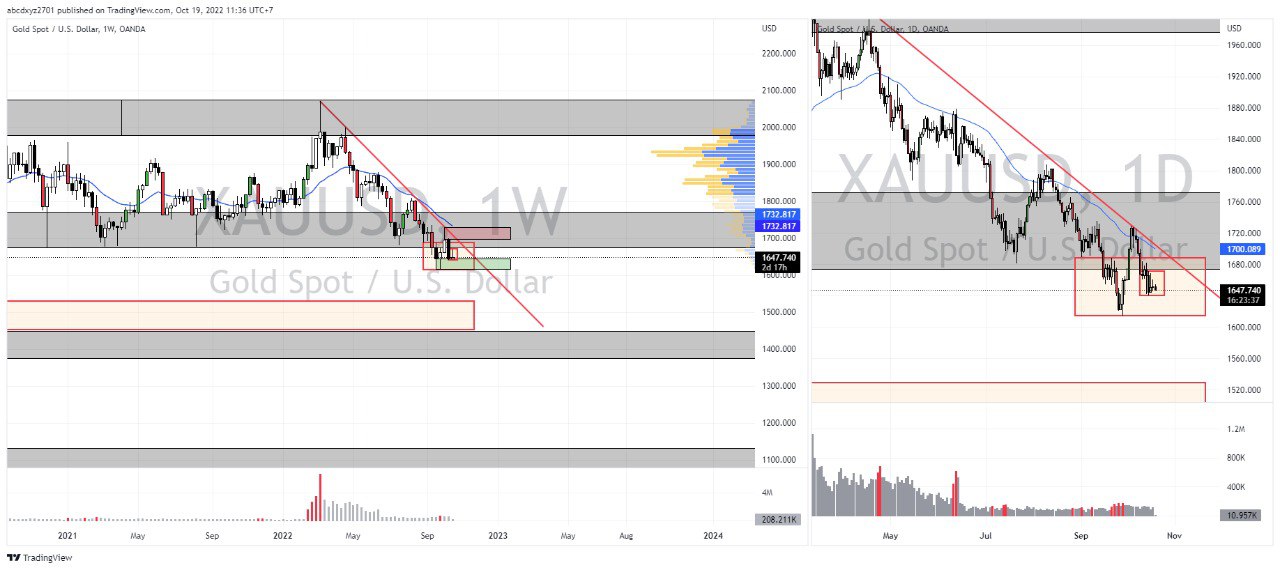 abcdxyz2701 published on TradingView.com, Oct 19, 2022 11:36 UTC+7
Gold Spot / U.S. Dollar, 1W, OANDA
USD
2200.000
2100.000
2000.000
1900.000
1800.000
1732.817
1732.817
1700.000
1647.740
2d 17h
1600.000
1500.000
1400.000
1300.000
1200.000
1100.000
4M
208.211K
XAUUSD, 1W
Gold Spot / U.S. Dollar
2021
May
Sep
2022
May
Sep
2023
May
Aug
2024
Gold Spot / U.S. Dollar, 1D, OANDA
USD
1960.000
1920.000
1880.000
1840.000
1800.000
1760.000
1720.000
1700.089
1680.000
1647.740
16:23:37
1600.000
1560.000
1520.000
1.2M
800K
400K
10.957K
XAUUSD, 1D
Gold Spot / U.S. Dollar
May
Jul
Sep
Nov
TradingView